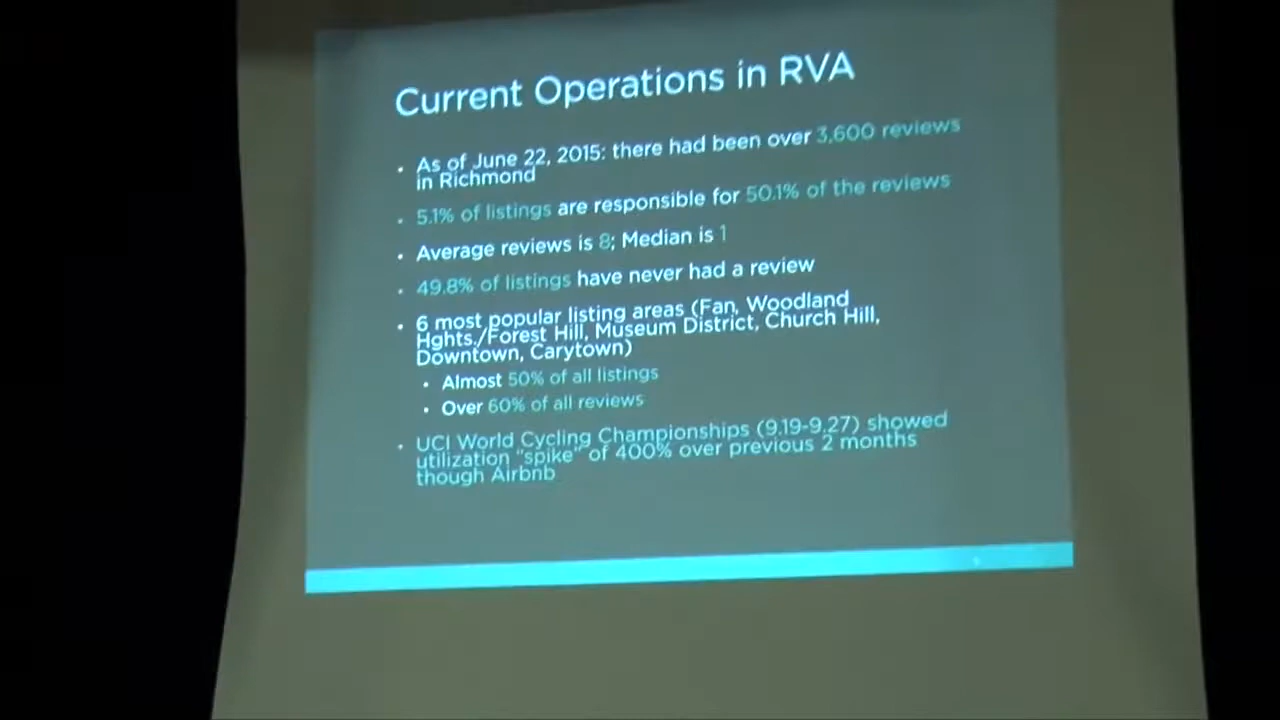 Current Operations in RVA
• As of June 22, 2015: there had been over 3,600 reviews
in Richmond
• 5.1% of listings are responsible for 50.1% of the reviews
• Average reviews is 8; Median is 1
• 49.8% of listings have never had a review
• 6 most popular listing areas (Fan, Woodland
Hghts./Forest Hill, Museum District, Church Hill,
Downtown, Carytown)
• Almost 50% of all listings
• Over 60% of all reviews
• UCI World Cycling Championships (9.19-9.27) showed
utilization "spike" of 400% over previous 2 months
though Airbnb